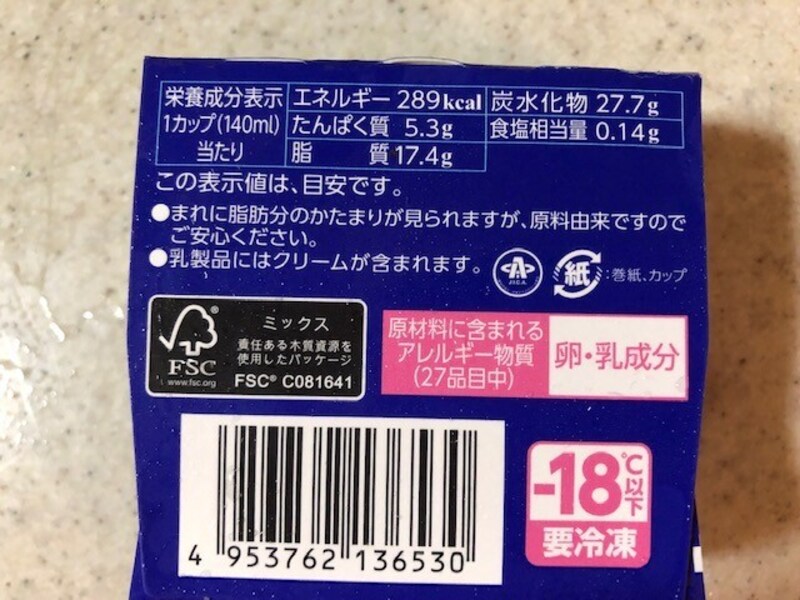 栄養成分表示
1カップ(140ml)
当たり
エネルギー 289kcal
炭水化物 27.7g
たんぱく質 5.3g
食塩相当量 0.14g
脂 質 17.4g
この表示値は、目安です。
●まれに脂肪分のかたまりが見られますが、原料由来ですので
ご安心ください。
●乳製品にはクリームが含まれます。
A
J.I.C.A.
紙 :巻紙、カップ
FSC
www.fsc.org
®
ミックス
責任ある木質資源を
使用したパッケージ
FSC® C081641
原材料に含まれる
アレルギー物質
(27品目中)
卵・乳成分
4 953762 136530
-18℃以下
要冷凍